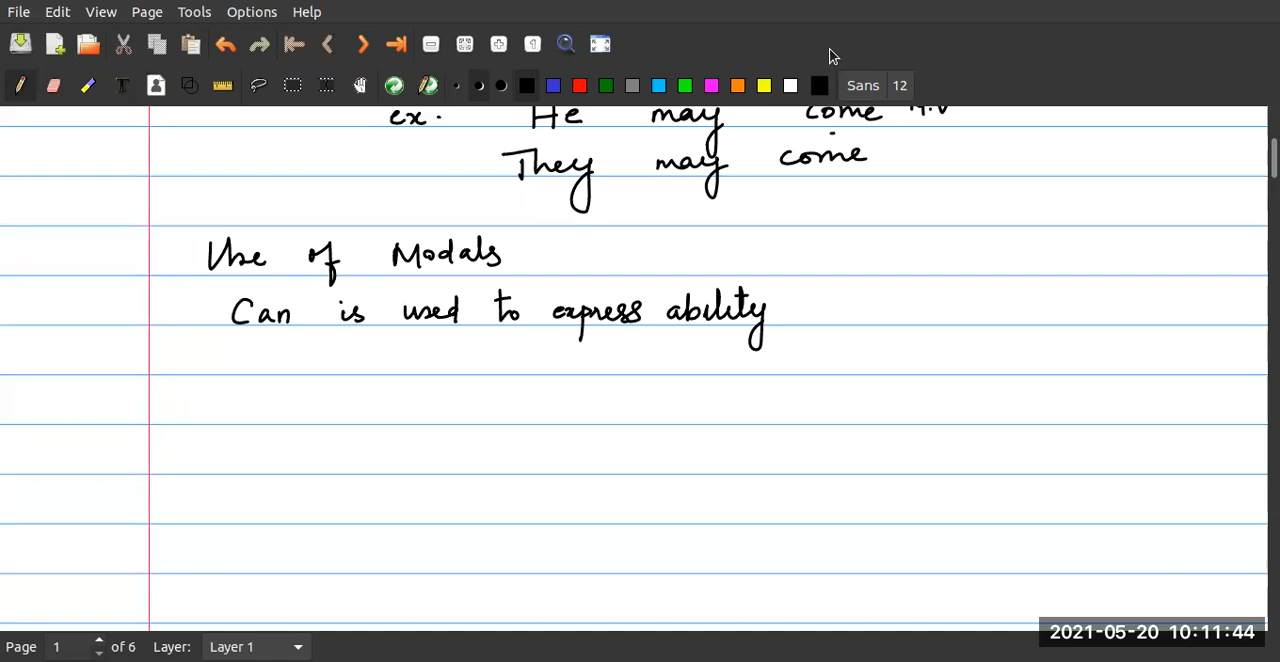 File Edit View Page Tools Options Help
Sans 12
ex. He may come H.V
They may come
Use of Modals
Can is used to express ability
2021-05-20 10:11:44
Page 1 of 6 Layer: Layer 1